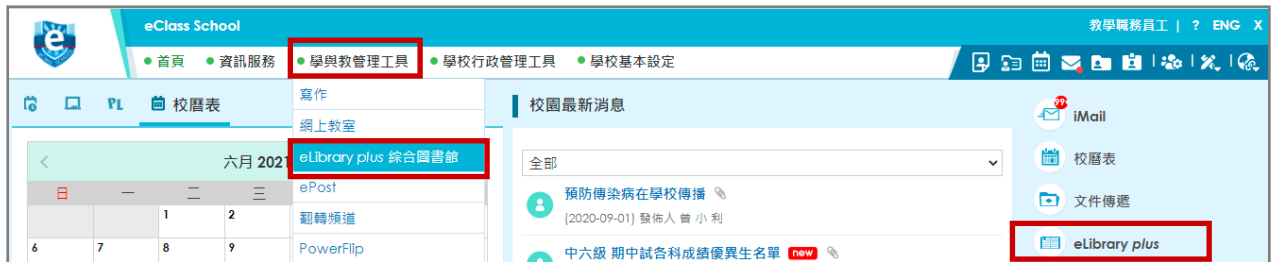 eClass School
教學職務員工 | ? ENG X
首頁 資訊服務 學與教管理工具 學校行政管理工具 學校基本設定
PL 校曆表
寫作
網上教室
eLibrary plus 綜合圖書館
ePost
翻轉頻道
PowerFlip
六月 2021
日 一 二 三
1 2
6 7 8 9
校園最新消息
全部
預防傳染病在學校傳播
(2020-09-01) 發佈人 曾 小 利
中六級 期中試各科成績優異生名單 new
99+
iMail
校曆表
文件傳遞
eLibrary plus